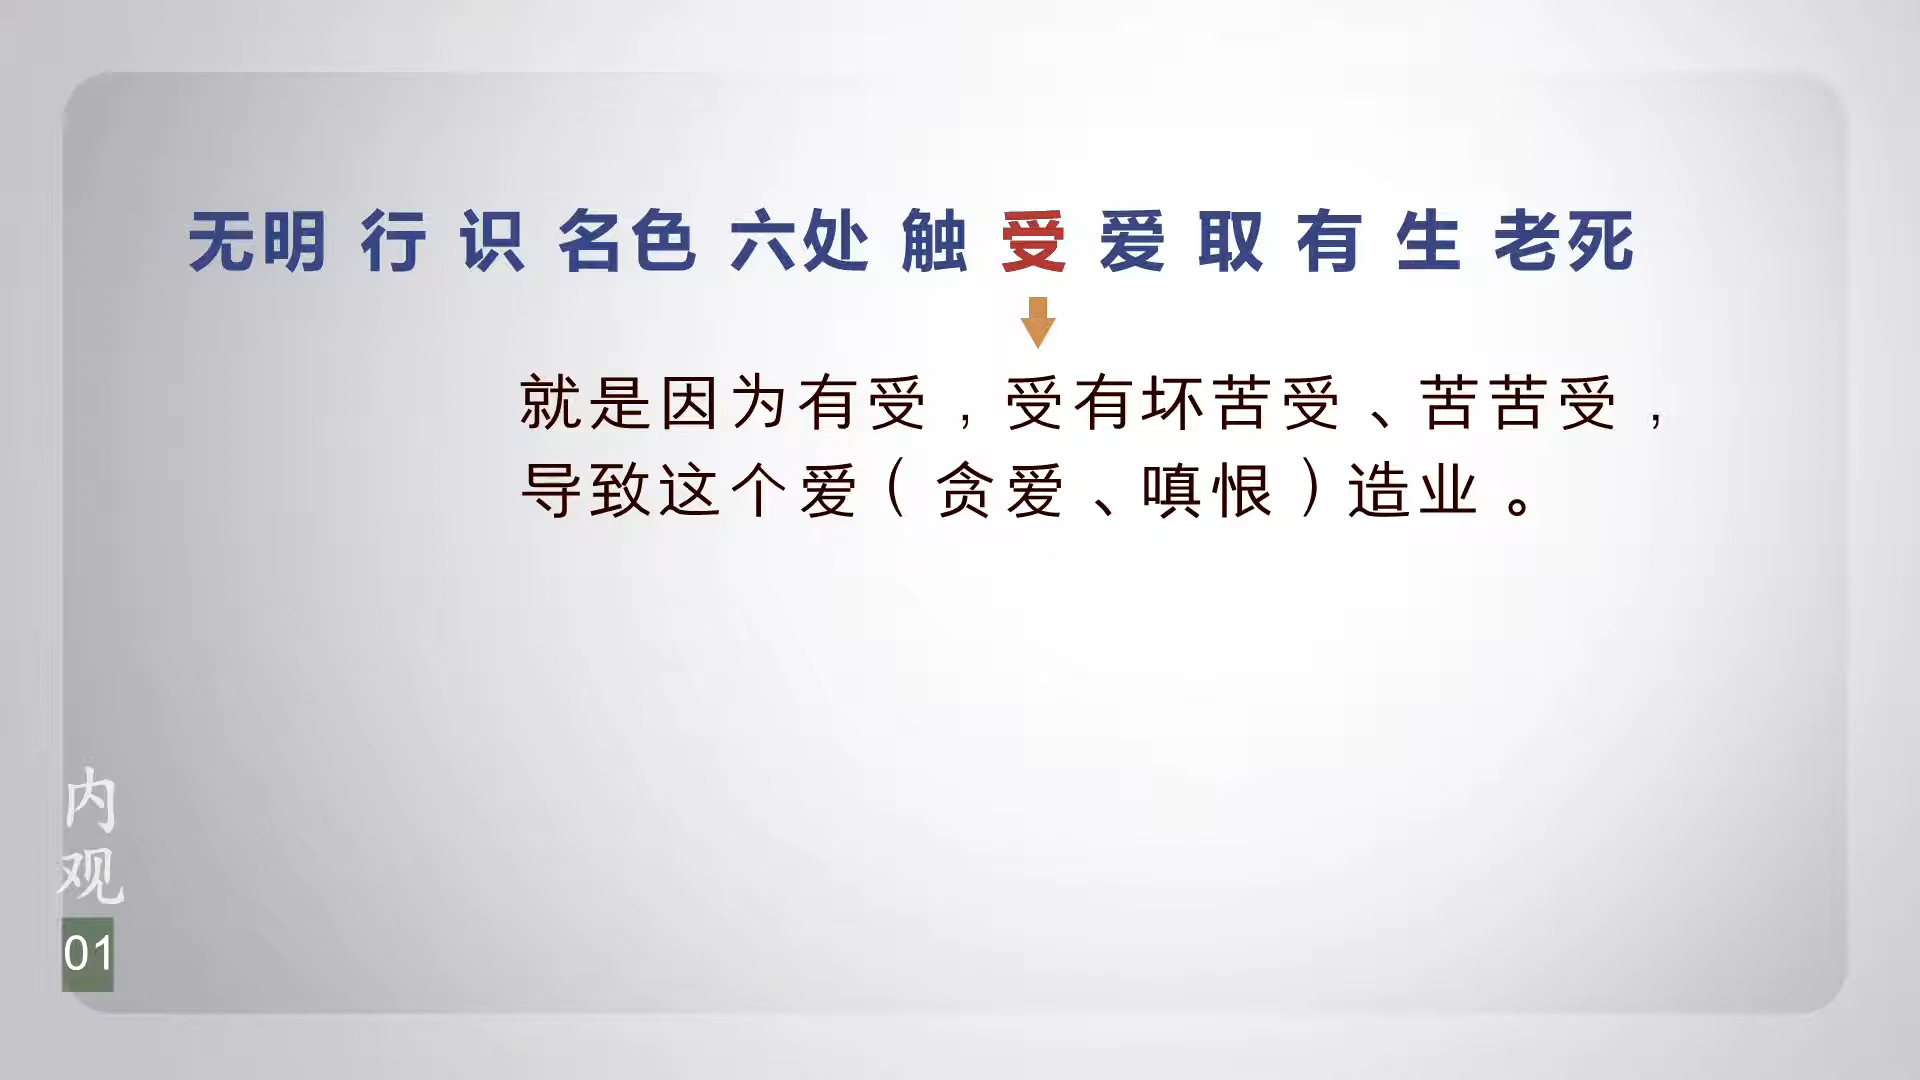 无明 行 识 名色 六处 触 受 爱 取 有 生 老死
就是因为有受，受有坏苦受、苦苦受，
导致这个爱（贪爱、嗔恨）造业。
内观
01